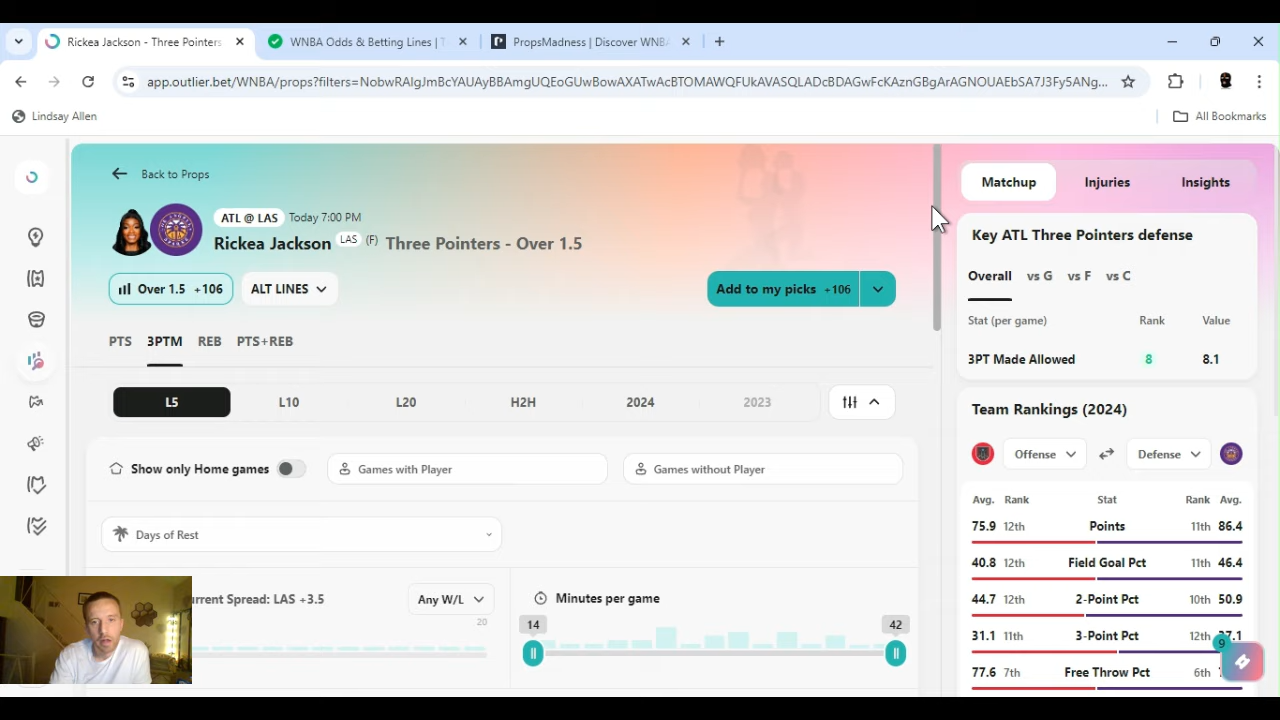 Rickea Jackson - Three Pointers
WNBA Odds & Betting Lines | T
PropsMadness | Discover WNBA
app.outlier.bet/WNBA/props?filters=NobwRAlgJmBcYAUAyBBAmgUQEoGUwBowAXATwAcBTOMAWQFUkAVASQLADcBDAGwFcKAznGBgArAGNOUAEbSA7J3Fy5ANg...
Lindsay Allen
All Bookmarks
Back to Props
ATL @ LAS Today 7:00 PM
Rickea Jackson LAS (F) Three Pointers - Over 1.5
Over 1.5 +106 ALT LINES
Add to my picks +106
PTS 3PTM REB PTS+REB
L5 L10 L20 H2H 2024 2023
Show only Home games
Games with Player
Games without Player
Days of Rest
rrent Spread: LAS +3.5
Any W/L
20
Minutes per game
14 42
Matchup Injuries Insights
Key ATL Three Pointers defense
Overall vs G vs F vs C
Stat (per game) Rank Value
3PT Made Allowed 8 8.1
Team Rankings (2024)
Offense Defense
Avg. Rank Stat Rank Avg.
75.9 12th Points 11th 86.4
40.8 12th Field Goal Pct 11th 46.4
44.7 12th 2-Point Pct 10th 50.9
31.1 11th 3-Point Pct 12th 37.1
9
77.6 7th Free Throw Pct 6th